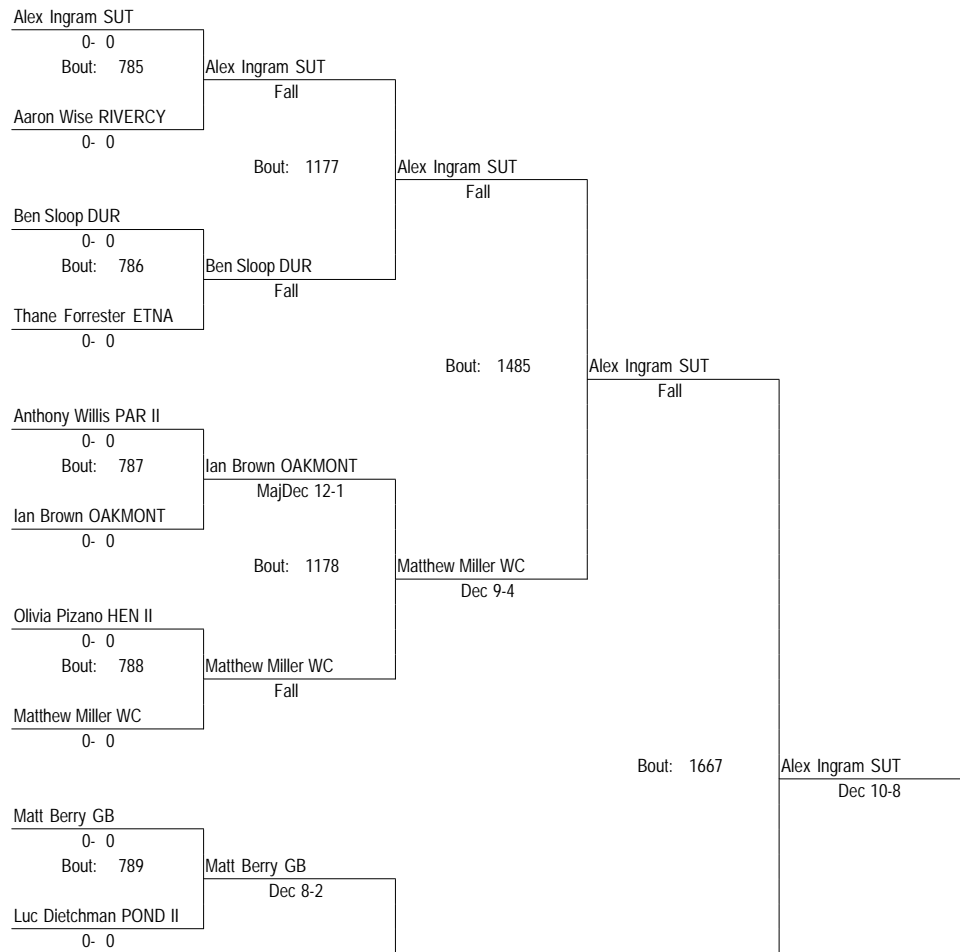 Alex Ingram SUT
0- 0
Bout: 785
Alex Ingram SUT
Fall
Aaron Wise RIVERCY
0- 0
Bout: 1177
Alex Ingram SUT
Fall
Ben Sloop DUR
0- 0
Bout: 786
Ben Sloop DUR
Fall
Thane Forrester ETNA
0- 0
Bout: 1485
Alex Ingram SUT
Fall
Anthony Willis PAR II
0- 0
Bout: 787
Ian Brown OAKMONT
MajDec 12-1
Ian Brown OAKMONT
0- 0
Bout: 1178
Matthew Miller WC
Dec 9-4
Olivia Pizano HEN II
0- 0
Bout: 788
Matthew Miller WC
Fall
Matthew Miller WC
0- 0
Bout: 1667
Alex Ingram SUT
Dec 10-8
Matt Berry GB
0- 0
Bout: 789
Matt Berry GB
Dec 8-2
Luc Dietchman POND II
0- 0